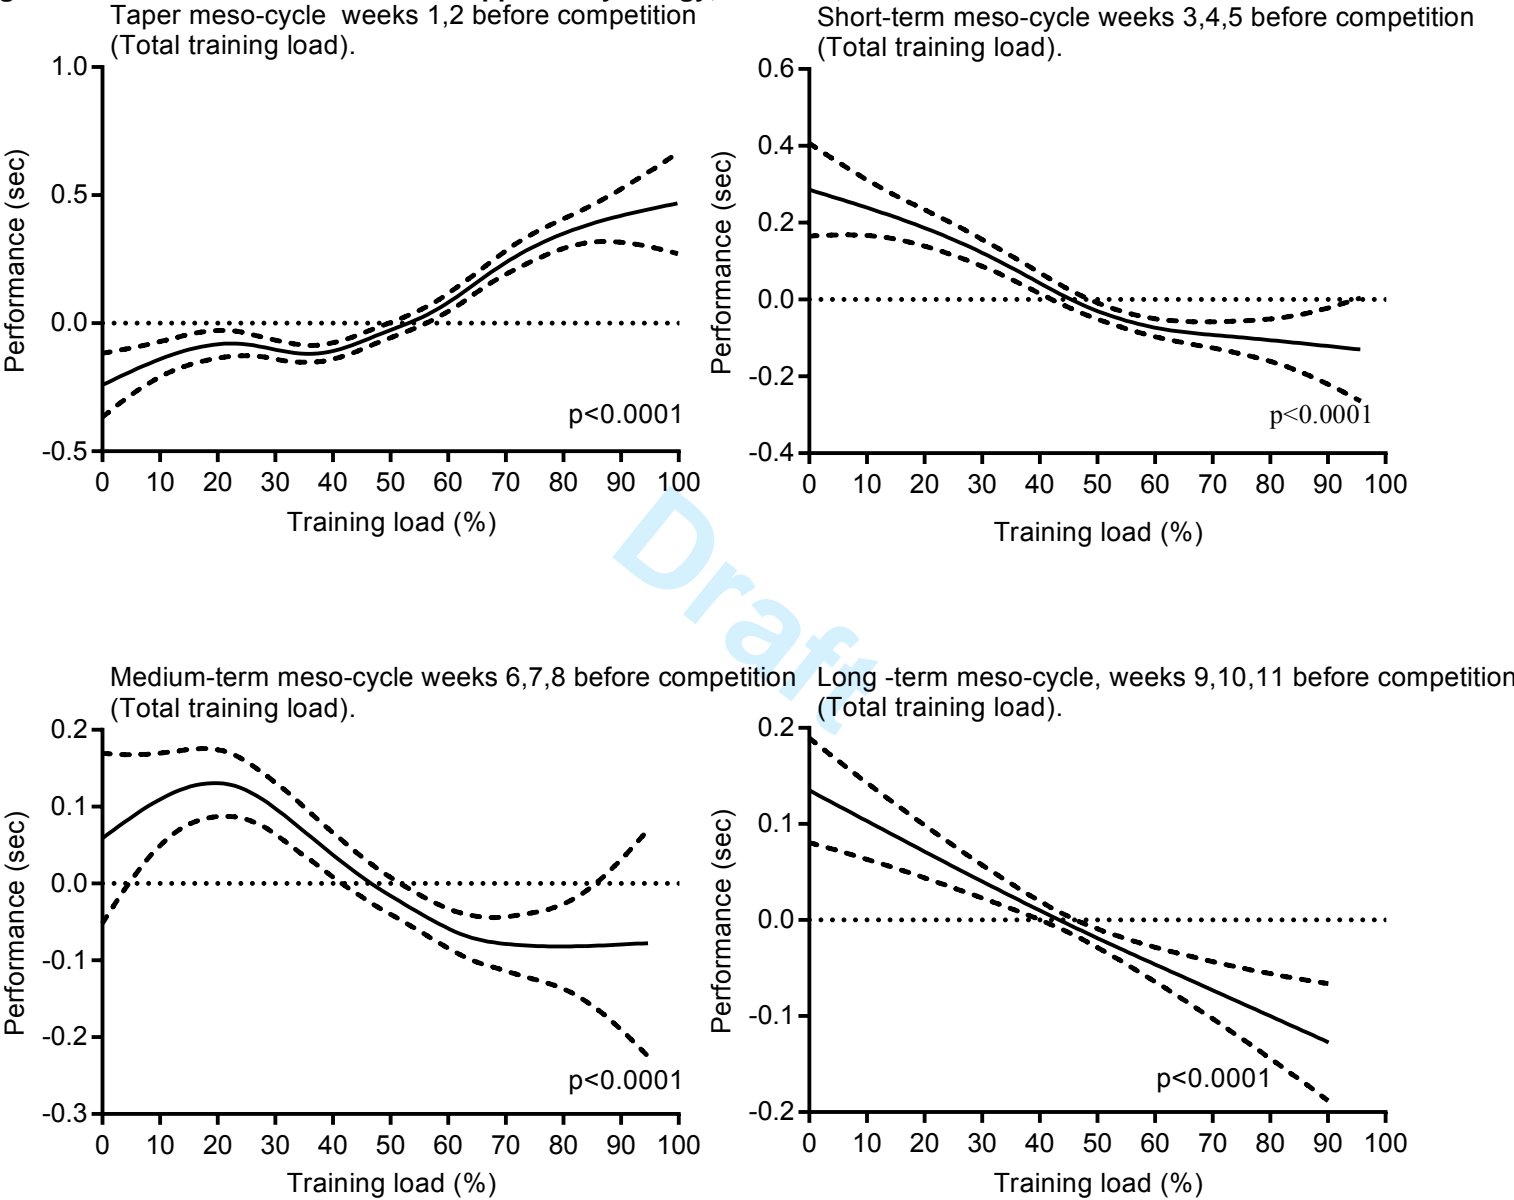 Taper meso-cycle weeks 1,2 before competition
(Total training load).
1.0
0.5
0.0
-0.5
Performance (sec)
p<0.0001
0 10 20 30 40 50 60 70 80 90 100
Training load (%)
Short-term meso-cycle weeks 3,4,5 before competition
(Total training load).
0.6
0.4
0.2
0.0
-0.2
-0.4
Performance (sec)
p<0.0001
0 10 20 30 40 50 60 70 80 90 100
Training load (%)
Draft
Medium-term meso-cycle weeks 6,7,8 before competition
(Total training load).
0.2
0.1
0.0
-0.1
-0.2
-0.3
Performance (sec)
p<0.0001
0 10 20 30 40 50 60 70 80 90 100
Training load (%)
Long -term meso-cycle, weeks 9,10,11 before competition
(Total training load).
0.2
0.1
0.0
-0.1
-0.2
Performance (sec)
p<0.0001
0 10 20 30 40 50 60 70 80 90 100
Training load (%)